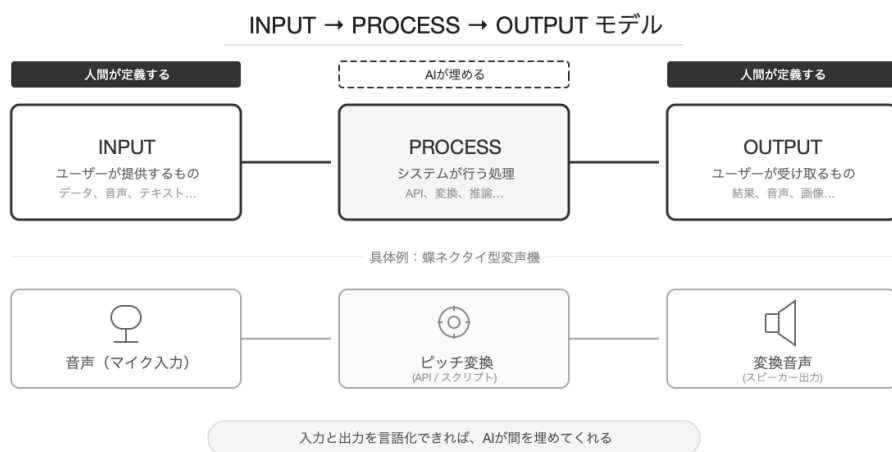 INPUT → PROCESS → OUTPUT モデル
人間が定義する
AIが埋める
人間が定義する
INPUT
ユーザーが提供するもの
データ、音声、テキスト...
PROCESS
システムが行う処理
API、変換、推論...
OUTPUT
ユーザーが受け取るもの
結果、音声、画像...
具体例：蝶ネクタイ型変声機
音声（マイク入力）
ピッチ変換
(API / スクリプト)
変換音声
(スピーカー出力)
入力と出力を言語化できれば、AIが間を埋めてくれる